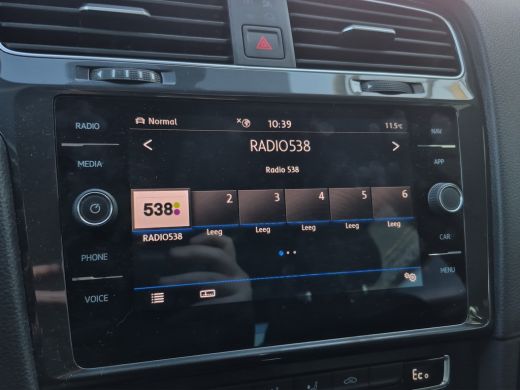 RADIO
MEDIA
PHONE
VOICE
Normal
10:39
11.5°C
< RADIO538 >
Radio 538
538 2 3 4 5 6
RADIO538 Leeg Leeg Leeg Leeg Leeg
NAV
APP
CAR
MENU
Eco